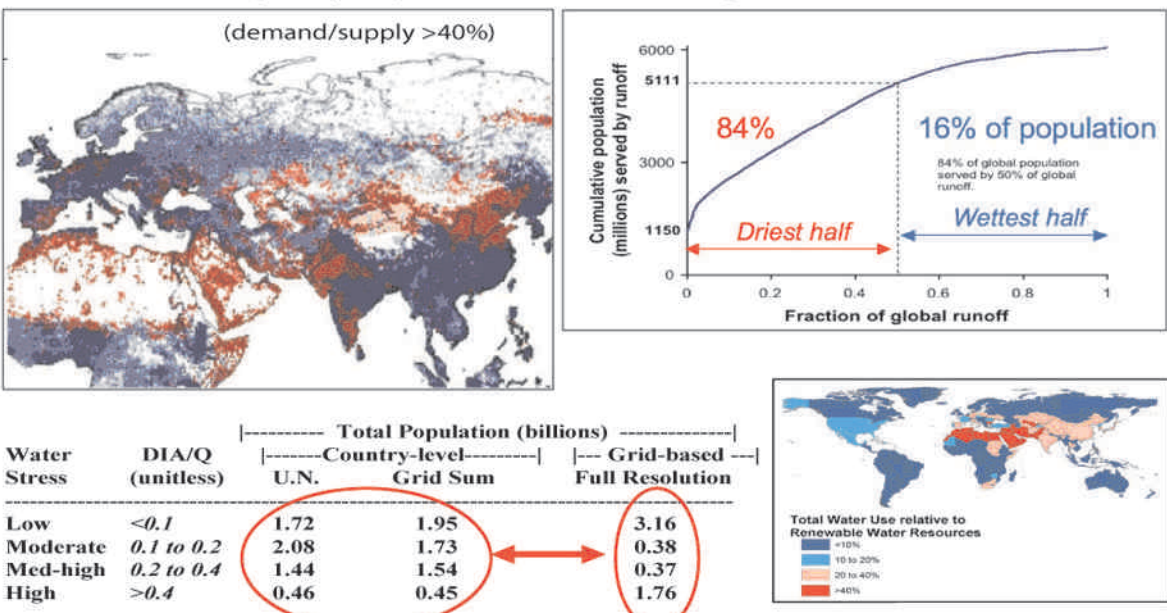 (demand/supply >40%)
Cumulative population
(millions) served by runoff
6000
5111
3000
1150
0
84%
16% of population
84% of global population
served by 50% of global
runoff.
Driest half
Wettest half
0 0.2 0.4 0.6 0.8 1
Fraction of global runoff
|---------- Total Population (billions) -------------|
Water DIA/Q |-------Country-level---------| |--- Grid-based ---|
Stress (unitless) U.N. Grid Sum Full Resolution
Low <0.1 1.72 1.95 3.16
Moderate 0.1 to 0.2 2.08 1.73 0.38
Med-high 0.2 to 0.4 1.44 1.54 0.37
High >0.4 0.46 0.45 1.76
Total Water Use relative to
Renewable Water Resources
<10%
10 to 20%
20 to 40%
>40%